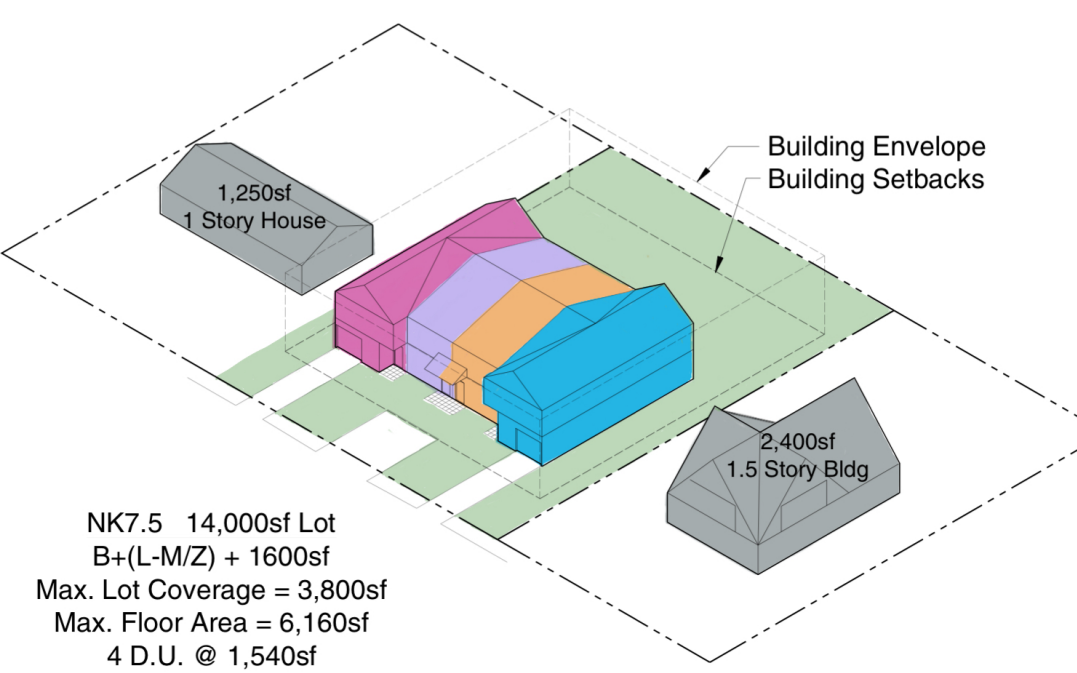 Building Envelope
Building Setbacks
1,250sf
1 Story House
2,400sf
1.5 Story Bldg
NK7.5 14,000sf Lot
B+(L-M/Z) + 1600sf
Max. Lot Coverage = 3,800sf
Max. Floor Area = 6,160sf
4 D.U. @ 1,540sf